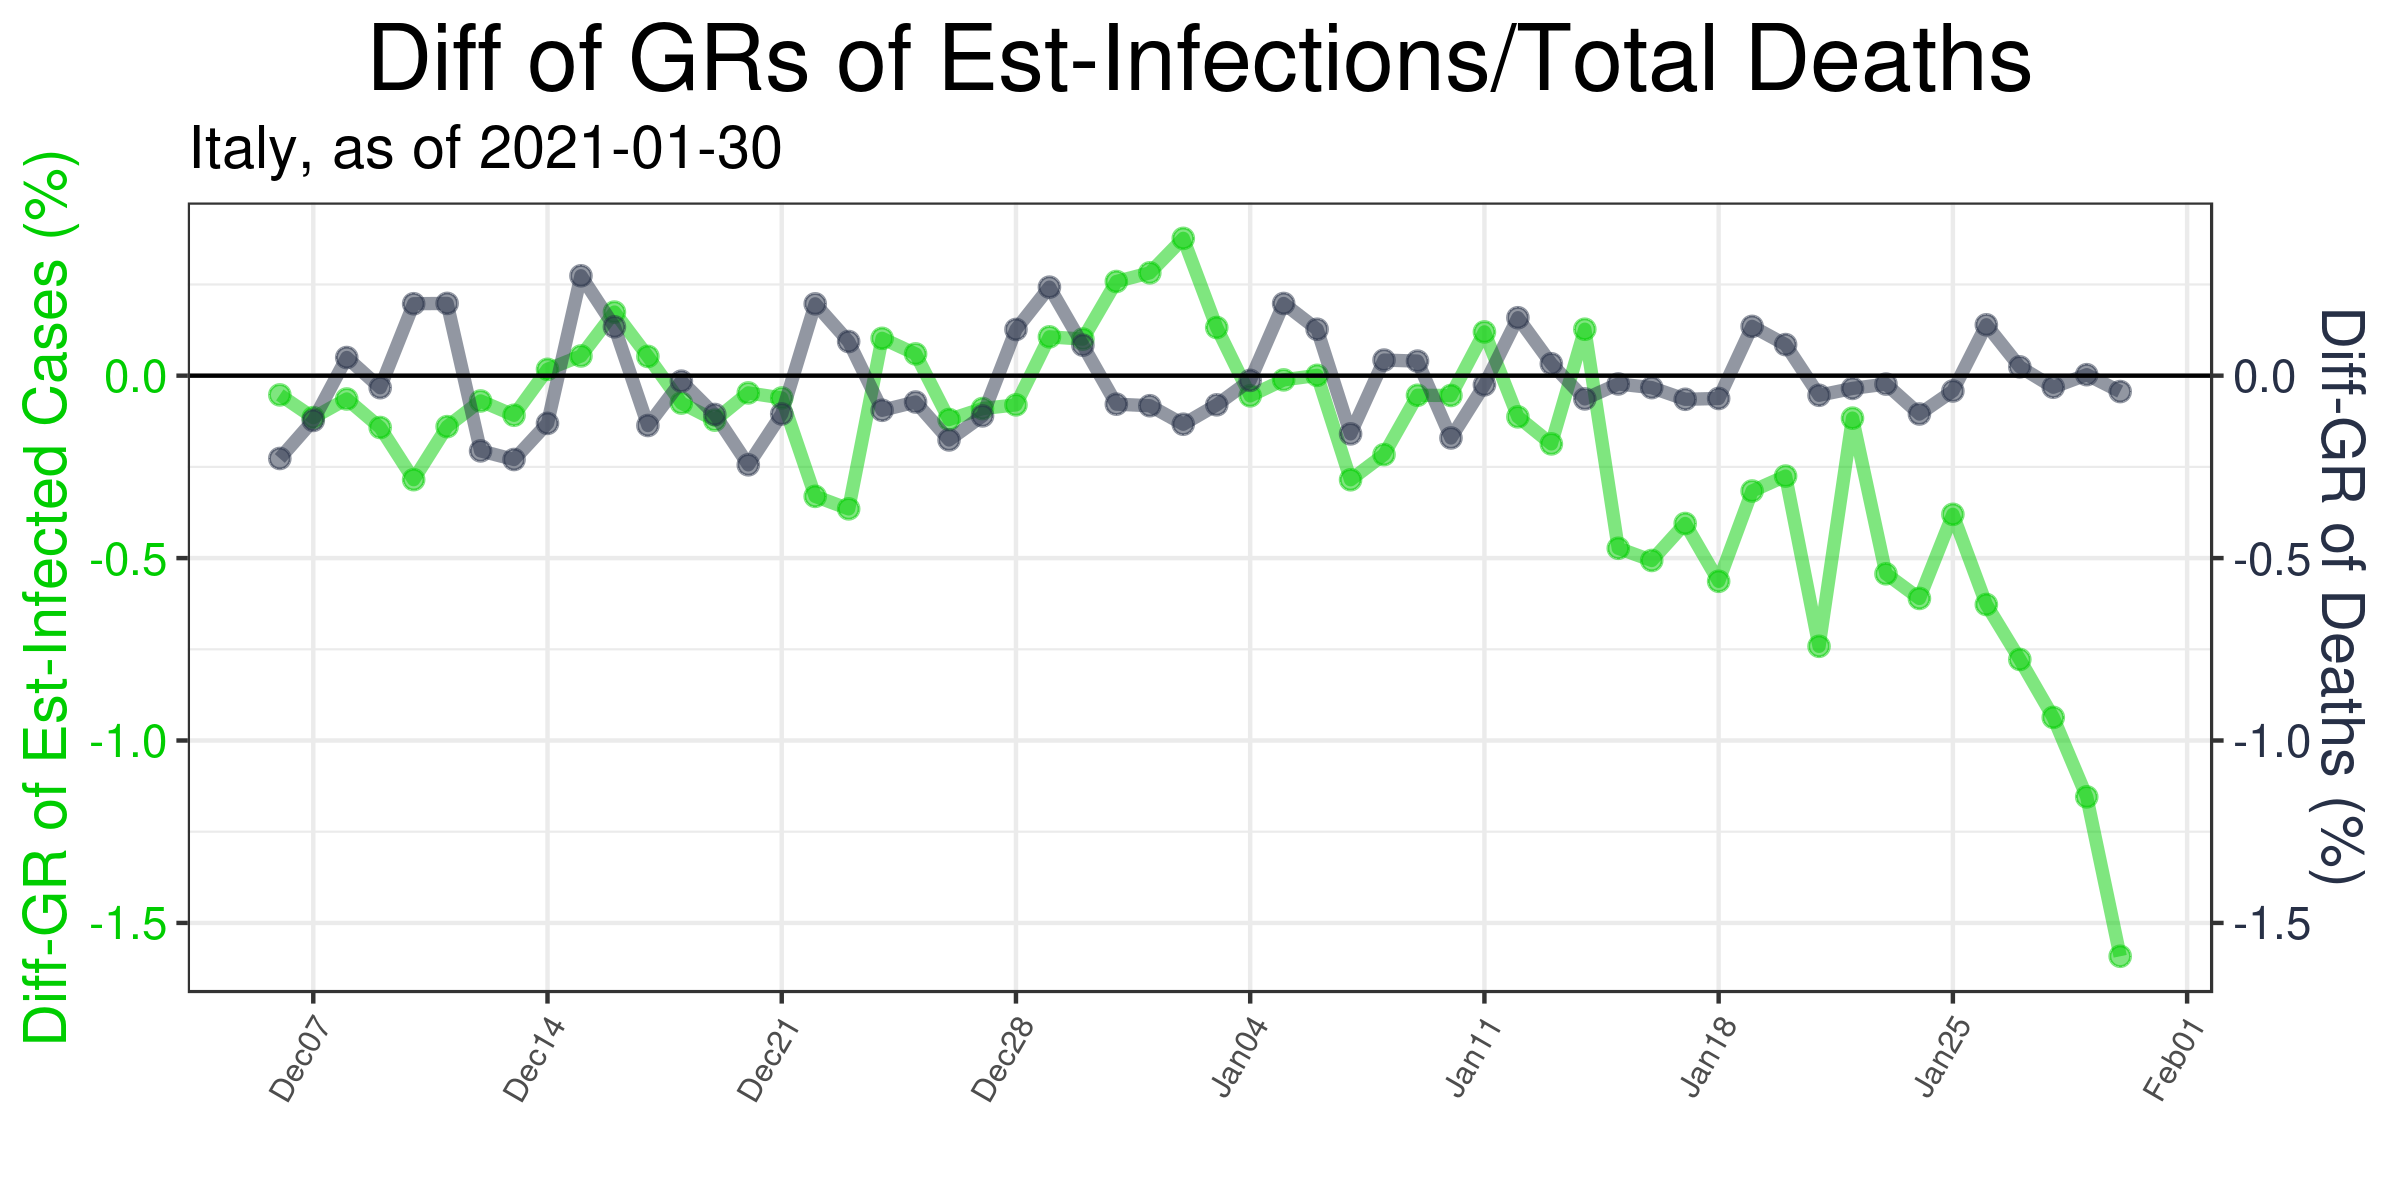 Diff of GRs of Est-Infections/Total Deaths
Italy, as of 2021-01-30
Diff-GR of Est-Infected Cases (%)
0.0
-0.5
-1.0
-1.5
0.0
-0.5
-1.0
-1.5
Diff-GR of Deaths (%)
Dec07
Dec14
Dec21
Dec28
Jan04
Jan11
Jan18
Jan25
Feb01